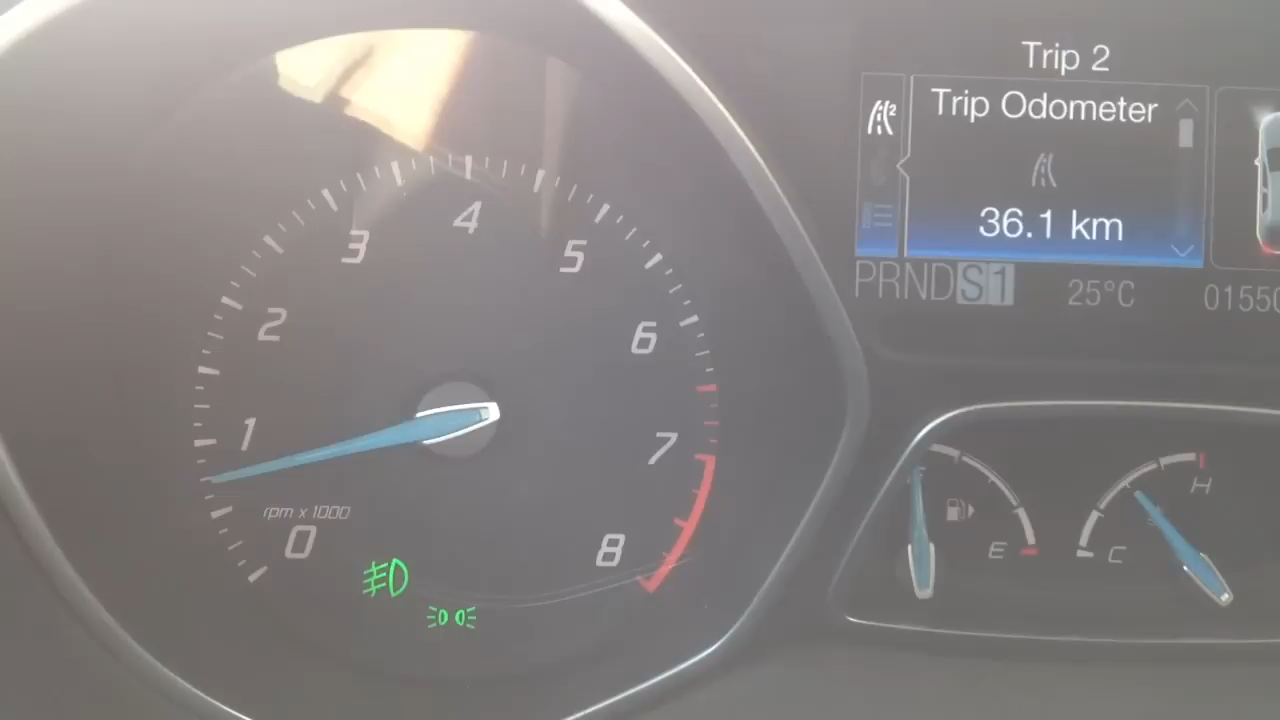 Trip 2
Trip Odometer
36.1 km
PRNDS1
25°C
0155
0
1
2
3
4
5
6
7
8
rpm x 1000
E
C
H